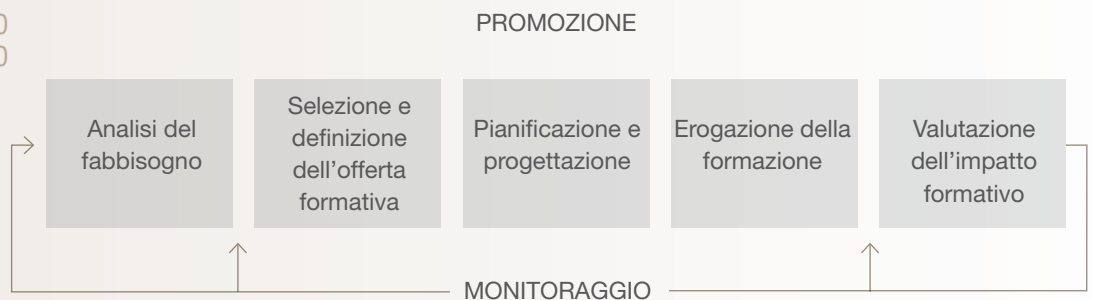 PROMOZIONE
Analisi del
fabbisogno
Selezione e
definizione
dell’offerta
formativa
Pianificazione e
progettazione
Erogazione della
formazione
Valutazione
dell’impatto
formativo
MONITORAGGIO